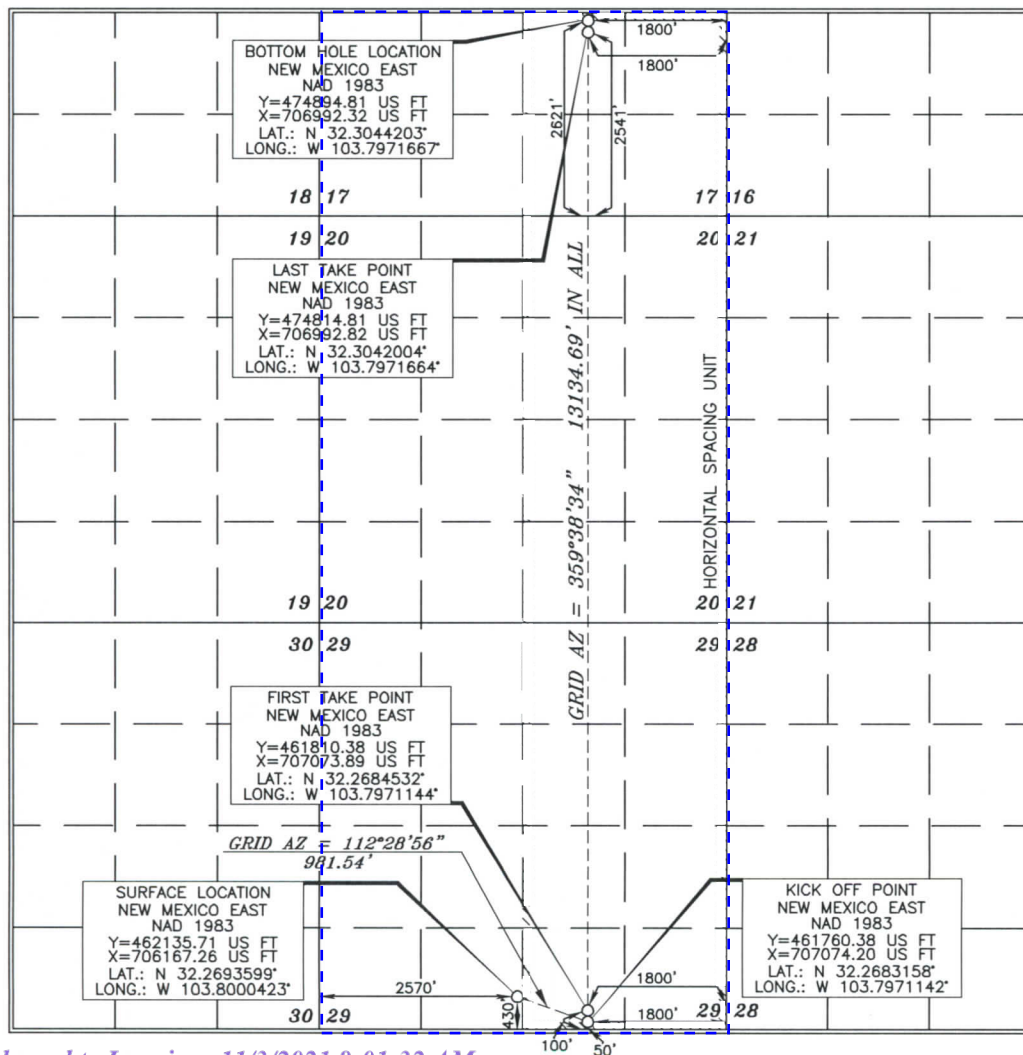 1800'
1800'
BOTTOM HOLE LOCATION
NEW MEXICO EAST
NAD 1983
Y=474894.81 US FT
X=706992.32 US FT
LAT.: N 32.3044203°
LONG.: W 103.7971667°
2621'
2541'
18 17
17 16
19 20
20 21
LAST TAKE POINT
NEW MEXICO EAST
NAD 1983
Y=474814.81 US FT
X=706992.82 US FT
LAT.: N 32.3042004°
LONG.: W 103.7971664°
GRID AZ = 359°38'34" 13134.69' IN ALL
HORIZONTAL SPACING UNIT
19 20
20 21
30 29
29 28
FIRST TAKE POINT
NEW MEXICO EAST
NAD 1983
Y=461810.38 US FT
X=707073.89 US FT
LAT.: N 32.2684532°
LONG.: W 103.7971144°
GRID AZ = 112°28'56"
981.54'
SURFACE LOCATION
NEW MEXICO EAST
NAD 1983
Y=462135.71 US FT
X=706167.26 US FT
LAT.: N 32.2693599°
LONG.: W 103.8000423°
KICK OFF POINT
NEW MEXICO EAST
NAD 1983
Y=461760.38 US FT
X=707074.20 US FT
LAT.: N 32.2683158°
LONG.: W 103.7971142°
2570'
430'
1800'
1800'
30 29
29 28
100'
50'
11/3/2021 8:01:32 AM